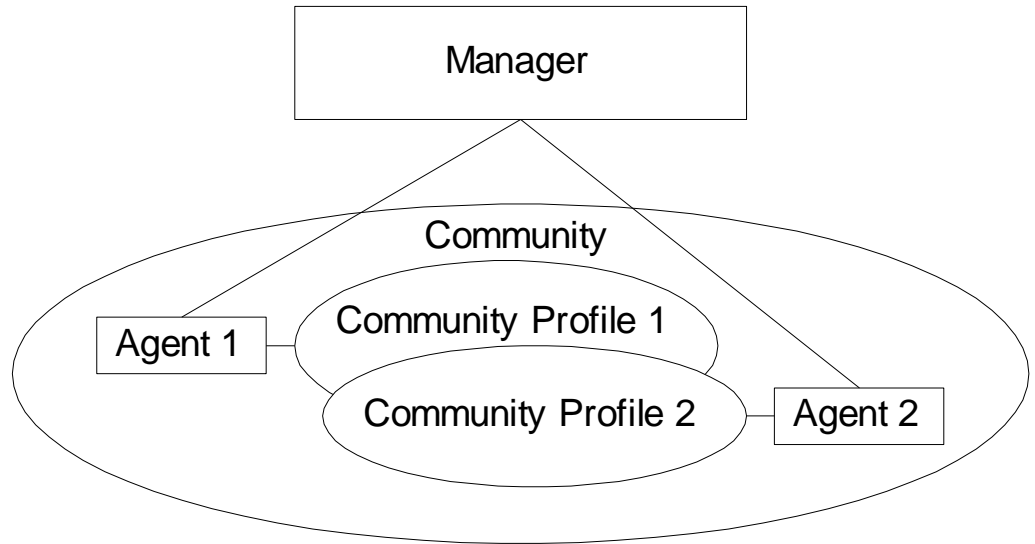 Manager
Community
Community Profile 1
Agent 1
Community Profile 2
Agent 2